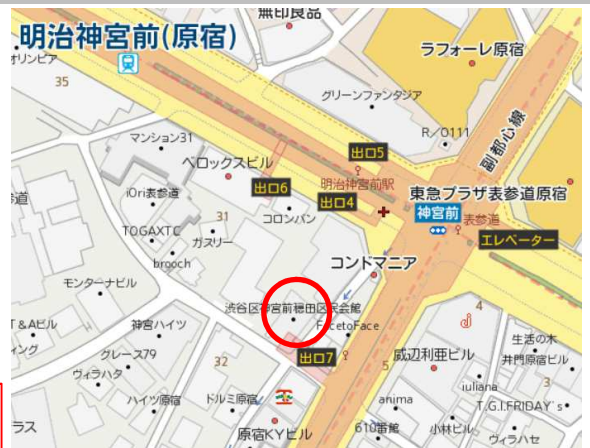 無印良品
明治神宮前(原宿)
オリンピア
35
ラフォーレ原宿
グリーンファンタジア
R/0111
副都心線
マンション31
ベロックスビル
出口5
明治神宮前駅
出口6
出口4
東急プラザ表参道原宿
神宮前
表参道
エレベーター
iOri表参道
31
TOGAXTC
ガスリー
brooch
コロンバン
コンドマニア
モンターナビル
渋谷区神宮前穏田区民会館
FacetoFace
4
T&Aビル
神宮ハイツ
出口7
威辺利亜ビル
生活の木
井門原宿ビル
グレース79
32
5
ヴィラハタ
iuliana
ハイツ原宿
ドルミ原宿
anima
T.G.I.FRIDAY's
ラス
原宿KYビル
610番館
小林ビル
ヴィラハセ